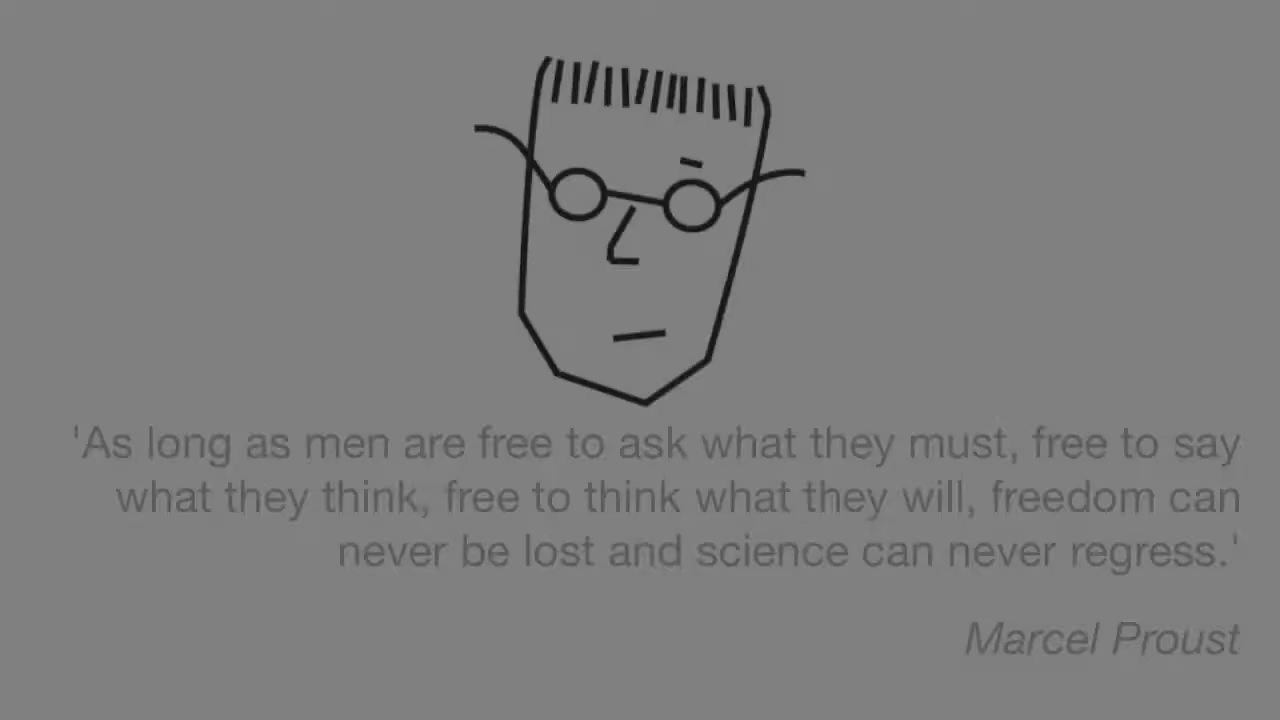 'As long as men are free to ask what they must, free to say
what they think, free to think what they will, freedom can
never be lost and science can never regress.'
Marcel Proust